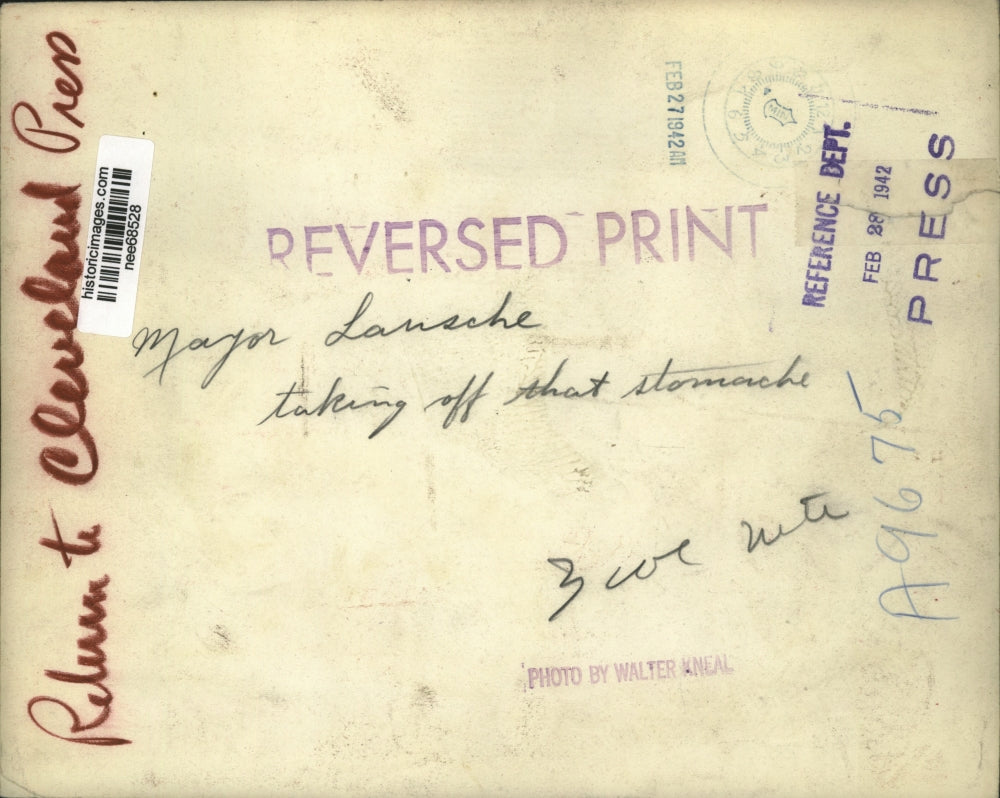 Return to Cleveland Press
historicimages.com
nee68528
FEB 27 1942 AM
REFERENCE DEPT.
FEB 28 1942
PRESS
REVERSED PRINT
Mayor Lausche
taking off that stomache
A9675
PHOTO BY WALTER KNEAL